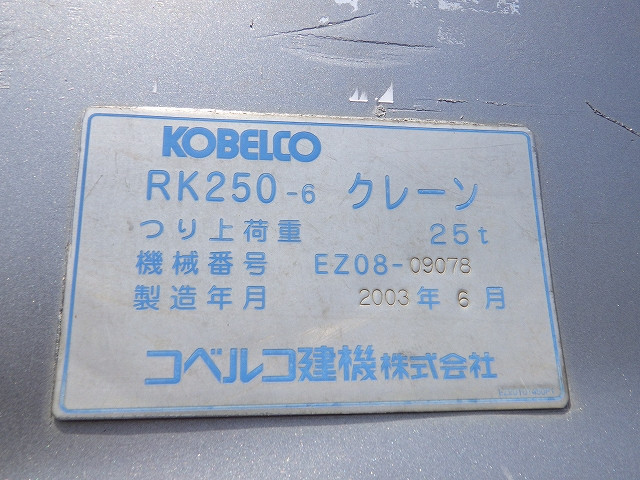 KOBELCO
RK250-6 クレーン
つり上荷重 25t
機械番号 EZ08-09078
製造年月 2003年6月
コベルコ建機株式会社